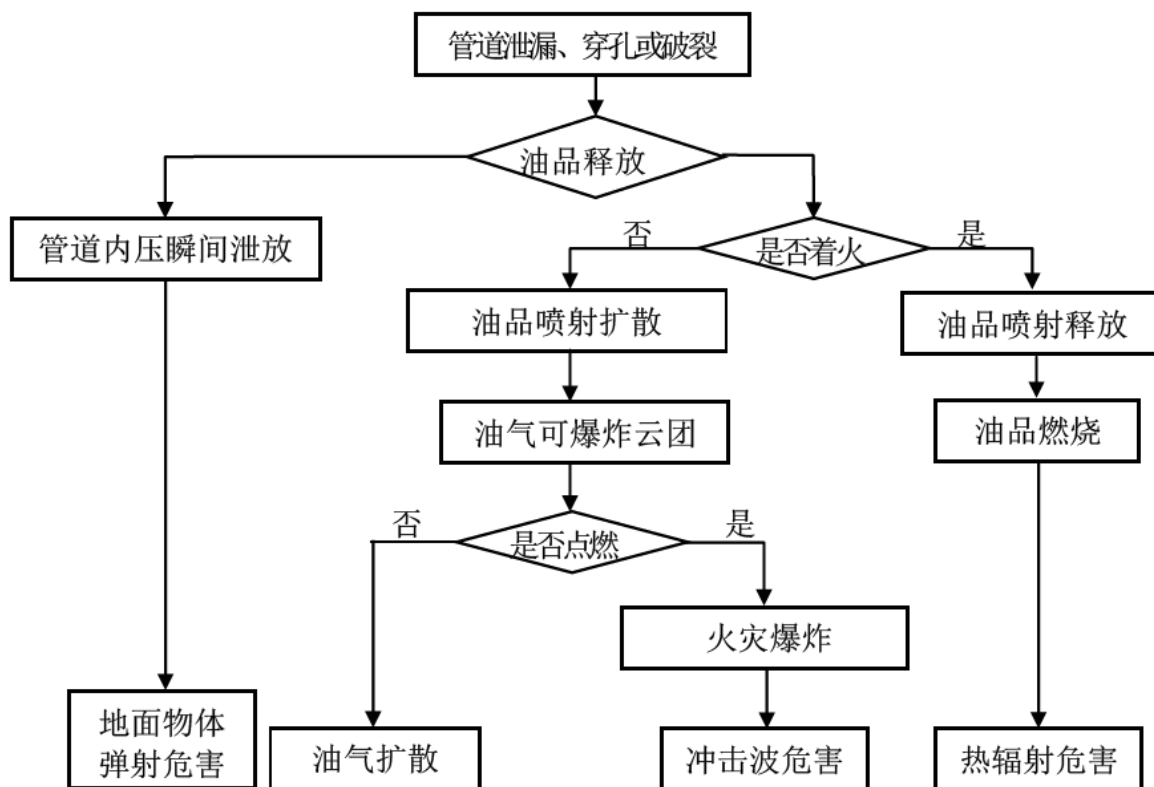 管道泄漏、穿孔或破裂
油品释放
管道内压瞬间泄放
否
是否着火
是
油品喷射扩散
油品喷射释放
油气可爆炸云团
油品燃烧
否
是否点燃
是
火灾爆炸
地面物体
弹射危害
油气扩散
冲击波危害
热辐射危害